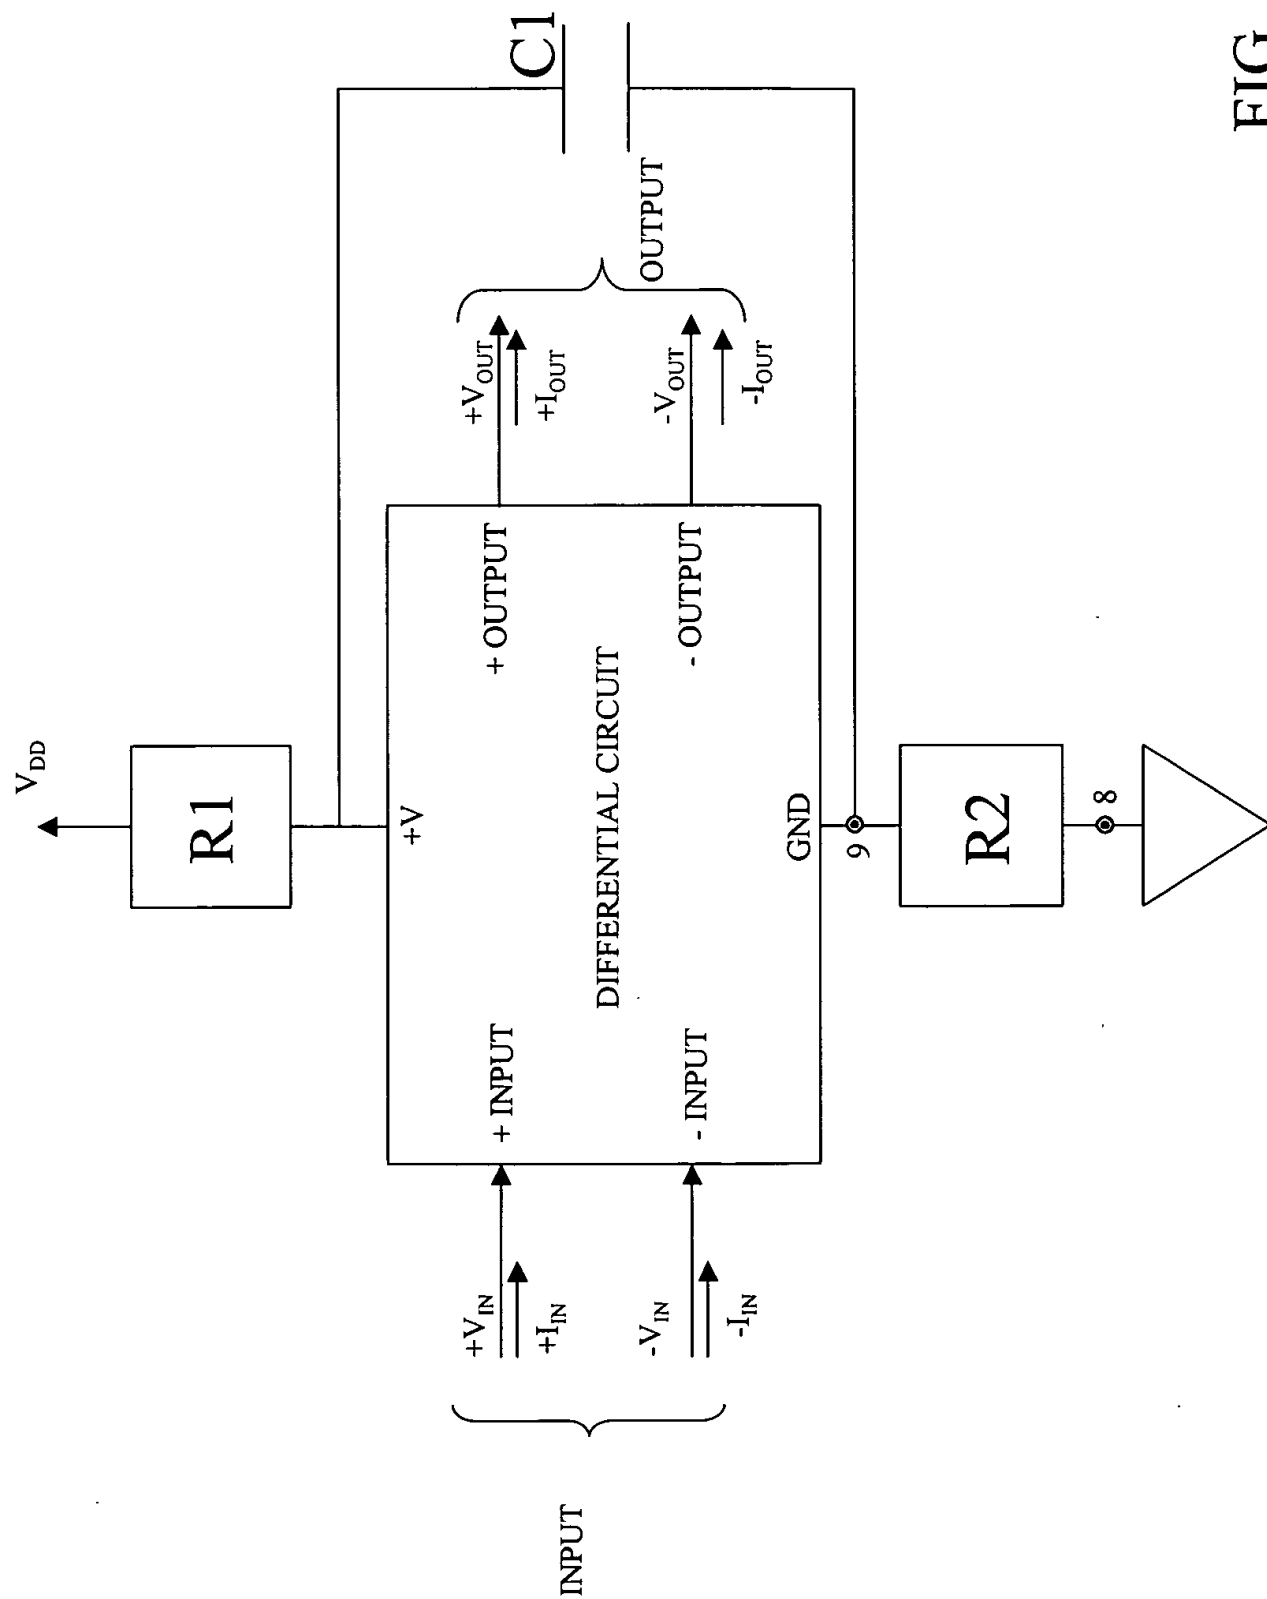 V_DD
R1
+V
C1
INPUT
+V_IN
+I_IN
-V_IN
-I_IN
+ INPUT
- INPUT
DIFFERENTIAL CIRCUIT
+ OUTPUT
- OUTPUT
+V_OUT
+I_OUT
-V_OUT
-I_OUT
OUTPUT
GND
9
R2
8
FIG